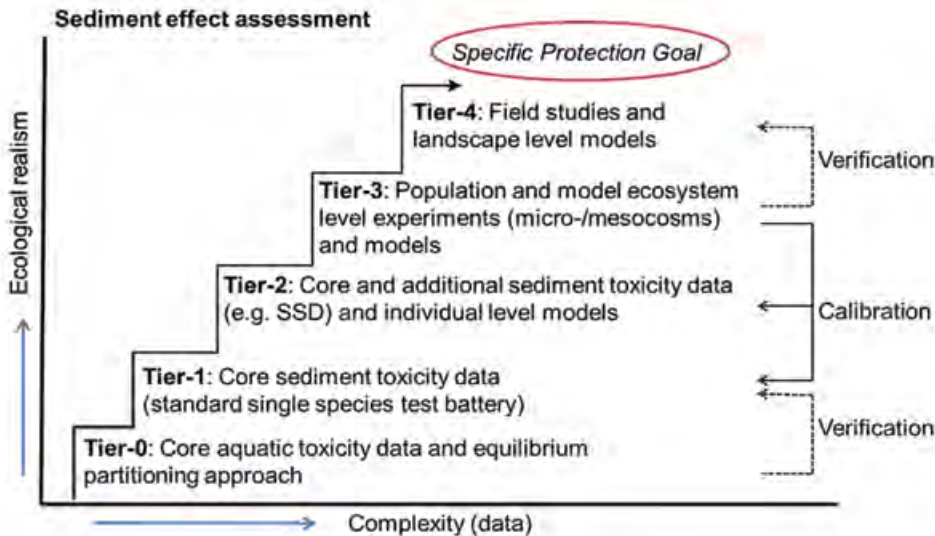 Sediment effect assessment
Specific Protection Goal
Tier-4: Field studies and
landscape level models
Verification
Tier-3: Population and model ecosystem
level experiments (micro-/mesocosms)
and models
Tier-2: Core and additional sediment toxicity data
(e.g. SSD) and individual level models
Calibration
Tier-1: Core sediment toxicity data
(standard single species test battery)
Tier-0: Core aquatic toxicity data and equilibrium
partitioning approach
Verification
Ecological realism
Complexity (data)